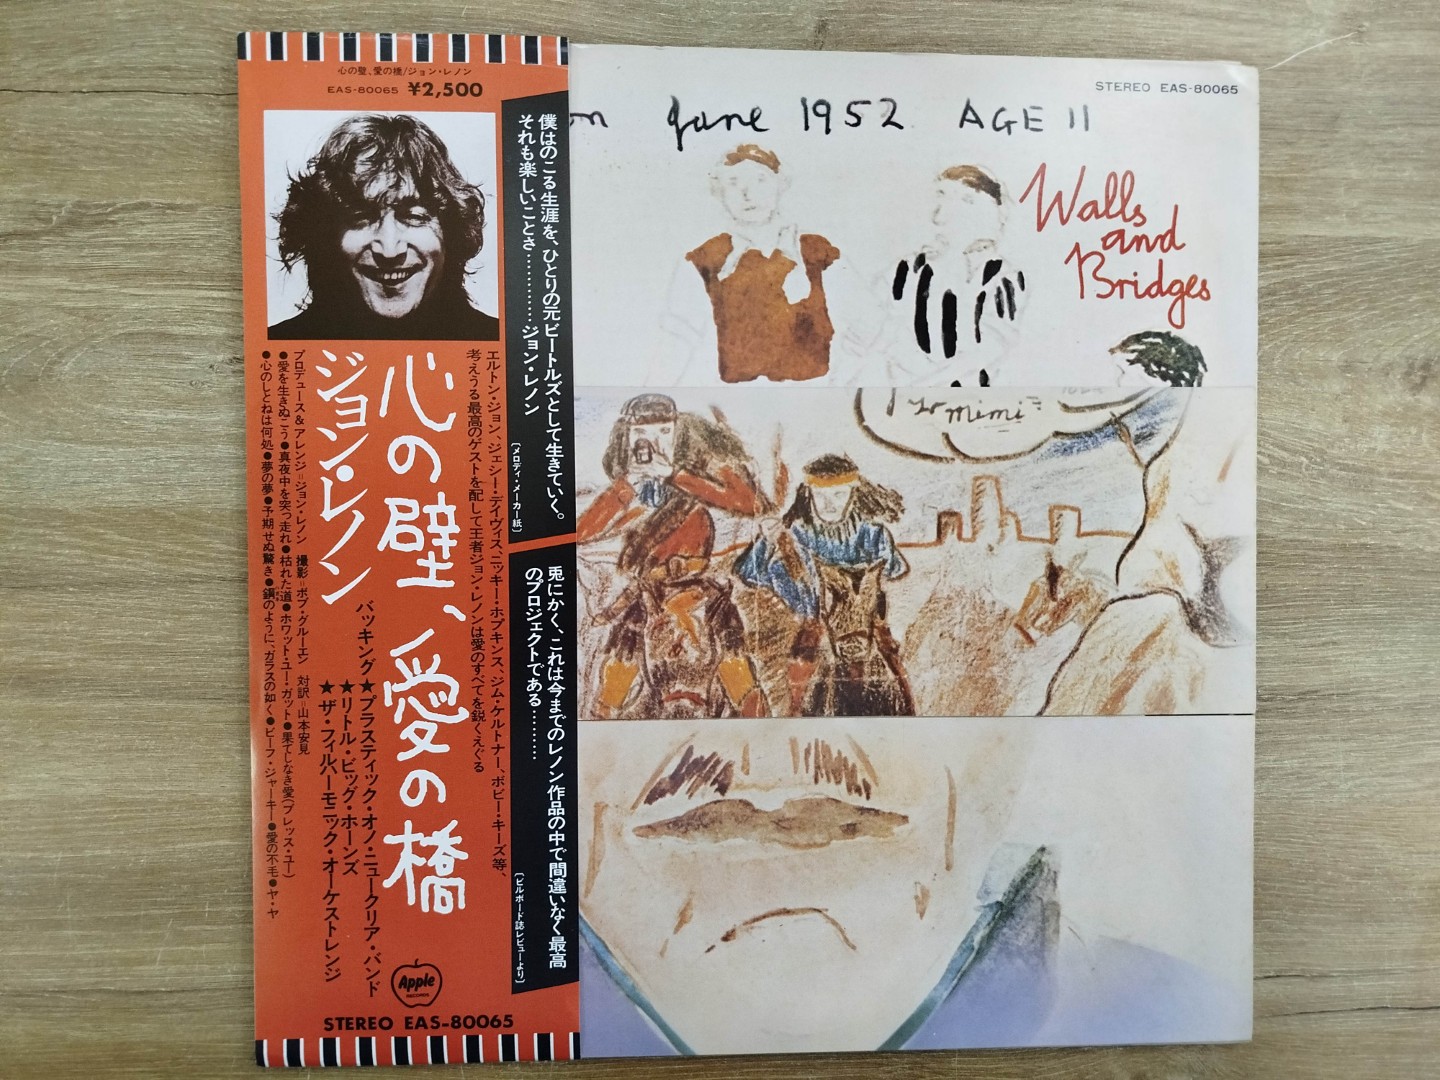 心の壁、愛の橋/ジョン・レノン
EAS-80065 ¥2,500
僕はのこる生涯を、ひとりの元ビートルズとして生きていく。
それも楽しいことさ…………ジョン・レノン
〔メロディ・メーカー紙〕
兎にかく、これは今までのレノン作品の中で間違いなく最高
のプロジェクトである………
〔ビルボード誌レビューより〕
エルトン・ジョン、ジェシー・デイヴィス、ニッキー・ホプキンス、ジム・ケルトナー、ボビー・キーズ等、
考えうる最高のゲストを配して王者ジョン・レノンは愛のすべてを鋭くえぐる
心の壁、愛の橋
ジョン・レノン
バッキング★プラスティック・オノ・ニュークリア・バンド
★リトル・ビッグ・ホーンズ
★ザ・フィルハーモニック・オーケストレンジ
プロデュース&アレンジ=ジョン・レノン 撮影=ボブ・グルーエン 対訳=山本安見
●愛を生きぬこう●真夜中を突っ走れ●枯れた道●ホワット・ユー・ガット●果てしなき愛(ブレッス・ユー)
●心のしとねは何処●夢の夢●予期せぬ驚き●鋼のように、ガラスの如く●ビーフ・ジャーキー●愛の不毛●ヤ・ヤ
Apple
RECORDS
STEREO EAS-80065
STEREO EAS-80065
on June 1952 AGE 11
Walls
and
Bridges
mimi